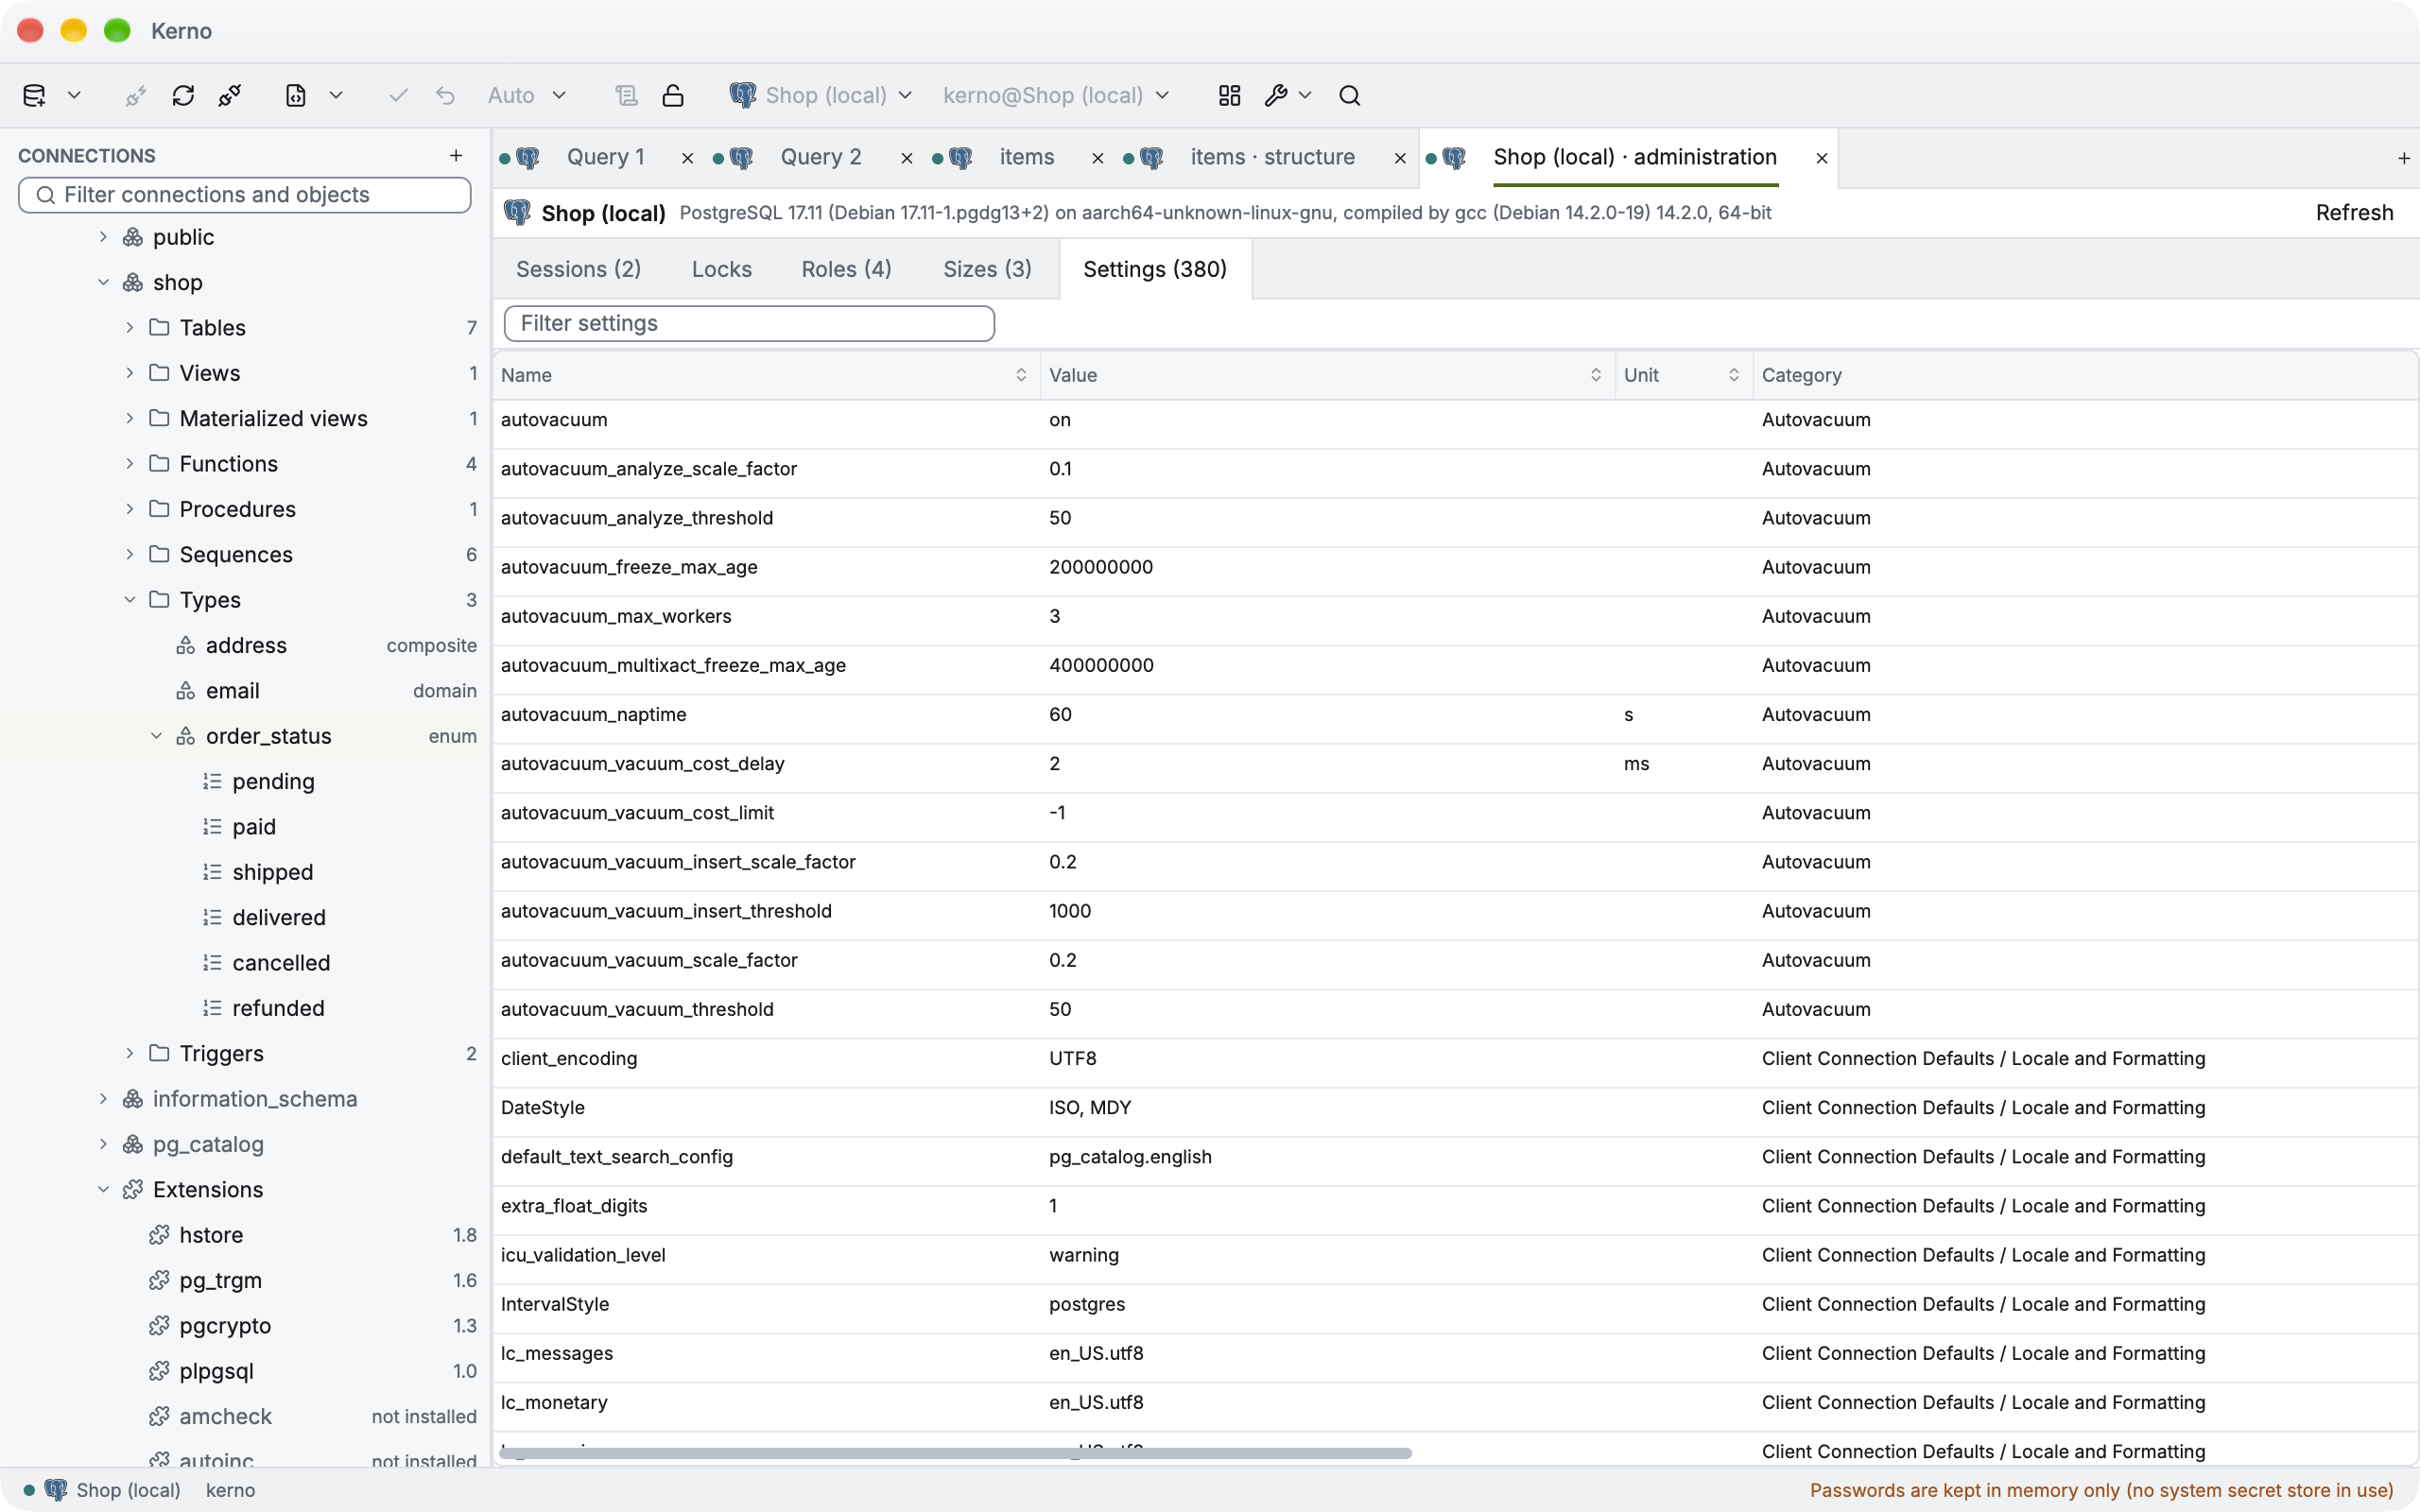 Kerno
Auto
Shop (local)
kerno@Shop (local)
CONNECTIONS
Filter connections and objects
public
shop
Tables 7
Views 1
Materialized views 1
Functions 4
Procedures 1
Sequences 6
Types 3
address composite
email domain
order_status enum
pending
paid
shipped
delivered
cancelled
refunded
Triggers 2
information_schema
pg_catalog
Extensions
hstore 1.8
pg_trgm 1.6
pgcrypto 1.3
plpgsql 1.0
amcheck not installed
autoinc not installed
Query 1
Query 2
items
items · structure
Shop (local) · administration
Shop (local) PostgreSQL 17.11 (Debian 17.11-1.pgdg13+2) on aarch64-unknown-linux-gnu, compiled by gcc (Debian 14.2.0-19) 14.2.0, 64-bit
Refresh
Sessions (2)
Locks
Roles (4)
Sizes (3)
Settings (380)
Filter settings
Name Value Unit Category
autovacuum on Autovacuum
autovacuum_analyze_scale_factor 0.1 Autovacuum
autovacuum_analyze_threshold 50 Autovacuum
autovacuum_freeze_max_age 200000000 Autovacuum
autovacuum_max_workers 3 Autovacuum
autovacuum_multixact_freeze_max_age 400000000 Autovacuum
autovacuum_naptime 60 s Autovacuum
autovacuum_vacuum_cost_delay 2 ms Autovacuum
autovacuum_vacuum_cost_limit -1 Autovacuum
autovacuum_vacuum_insert_scale_factor 0.2 Autovacuum
autovacuum_vacuum_insert_threshold 1000 Autovacuum
autovacuum_vacuum_scale_factor 0.2 Autovacuum
autovacuum_vacuum_threshold 50 Autovacuum
client_encoding UTF8 Client Connection Defaults / Locale and Formatting
DateStyle ISO, MDY Client Connection Defaults / Locale and Formatting
default_text_search_config pg_catalog.english Client Connection Defaults / Locale and Formatting
extra_float_digits 1 Client Connection Defaults / Locale and Formatting
icu_validation_level warning Client Connection Defaults / Locale and Formatting
IntervalStyle postgres Client Connection Defaults / Locale and Formatting
lc_messages en_US.utf8 Client Connection Defaults / Locale and Formatting
lc_monetary en_US.utf8 Client Connection Defaults / Locale and Formatting
Client Connection Defaults / Locale and Formatting
Shop (local) kerno
Passwords are kept in memory only (no system secret store in use)